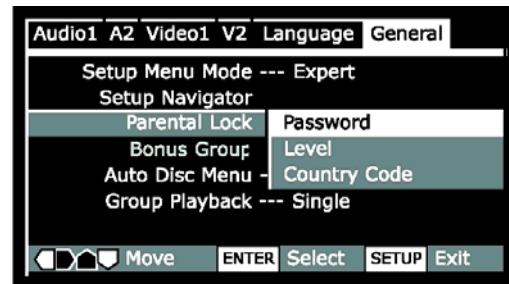 Audio1 A2 Video1 V2 Language General
Setup Menu Mode --- Expert
Setup Navigator
Parental Lock Password
Bonus Group Level
Auto Disc Menu - Country Code
Group Playback --- Single
Move ENTER Select SETUP Exit